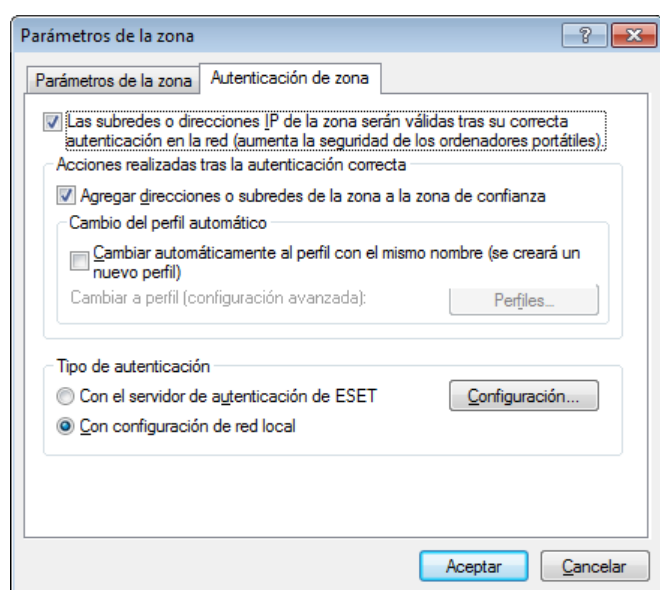 Parámetros de la zona
Parámetros de la zona
Autenticación de zona
Las subredes o direcciones IP de la zona serán válidas tras su correcta
autenticación en la red (aumenta la seguridad de los ordenadores portátiles).
Acciones realizadas tras la autenticación correcta
Agregar direcciones o subredes de la zona a la zona de confianza
Cambio del perfil automático
Cambiar automáticamente al perfil con el mismo nombre (se creará un
nuevo perfil)
Cambiar a perfil (configuración avanzada):
Perfiles...
Tipo de autenticación
Con el servidor de autenticación de ESET
Configuración...
Con configuración de red local
Aceptar
Cancelar